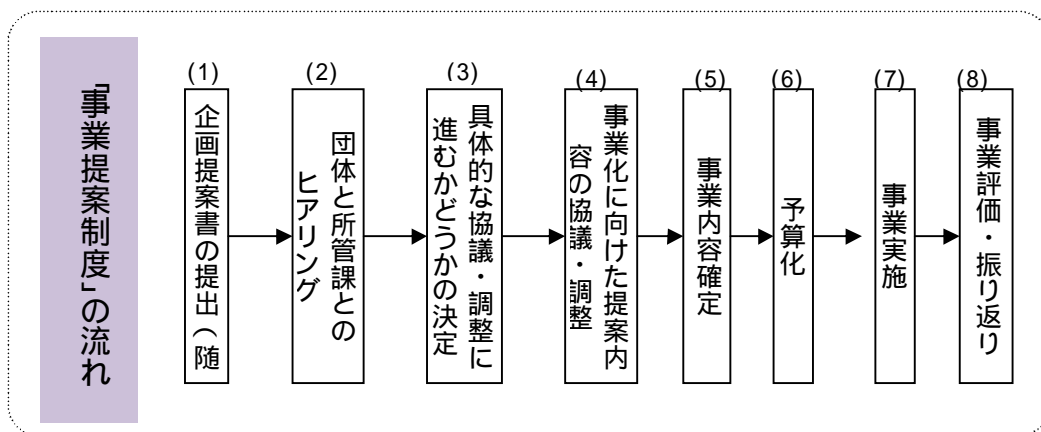 「事業提案制度」の流れ
(1)
企画提案書の提出（随
(2)
団体と所管課との
ヒアリング
(3)
具体的な協議・調整に
進むかどうかの決定
(4)
事業化に向けた提案内
容の協議・調整
(5)
事業内容確定
(6)
予算化
(7)
事業実施
(8)
事業評価・振り返り